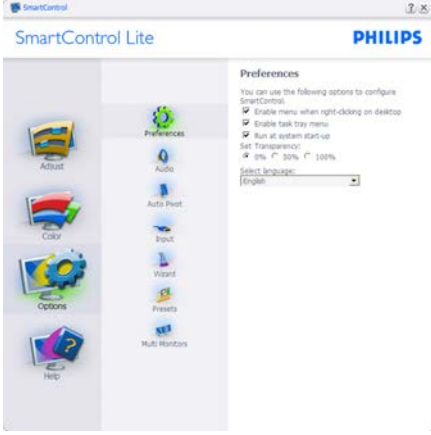 SmartControl
SmartControl Lite
PHILIPS
Adjust
Color
Options
Help
Preferences
Audio
Auto Pivot
Input
Wizard
Presets
Multi Monitors
Preferences
You can use the following options to configure
SmartControl.
Enable menu when right-clicking on desktop
Enable task tray menu
Run at system start-up
Set Transparency:
0% 50% 100%
Select language:
English